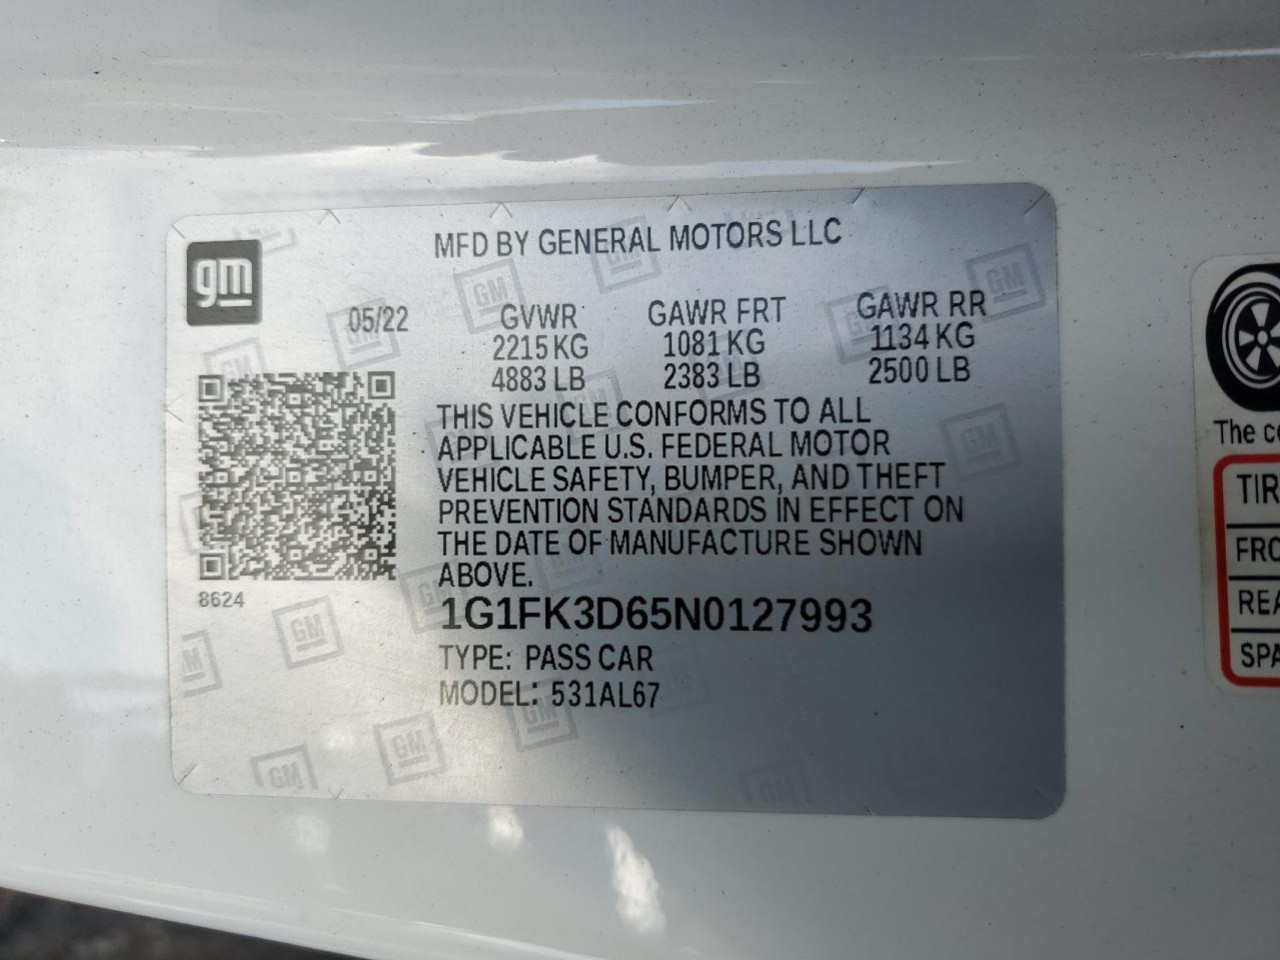 gm
MFD BY GENERAL MOTORS LLC
05/22 GVWR GAWR FRT GAWR RR
2215 KG 1081 KG 1134 KG
4883 LB 2383 LB 2500 LB
THIS VEHICLE CONFORMS TO ALL
APPLICABLE U.S. FEDERAL MOTOR
VEHICLE SAFETY, BUMPER, AND THEFT
PREVENTION STANDARDS IN EFFECT ON
THE DATE OF MANUFACTURE SHOWN
ABOVE.
8624
1G1FK3D65N0127993
TYPE: PASS CAR
MODEL: 531AL67
The